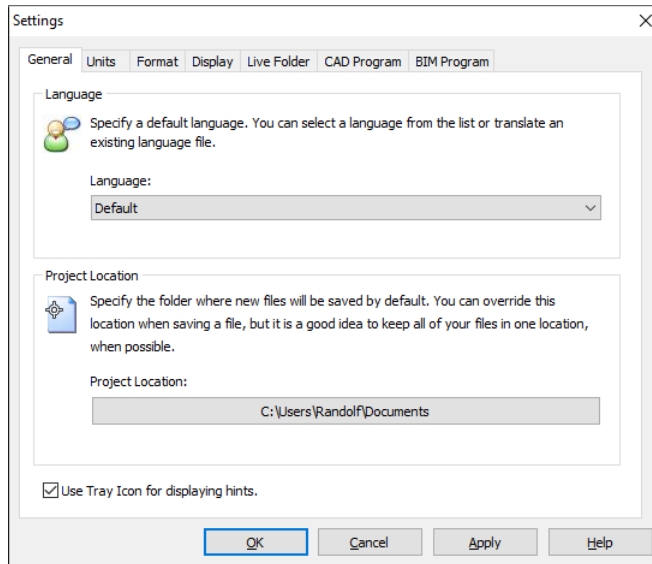 Settings
General Units Format Display Live Folder CAD Program BIM Program
Language
Specify a default language. You can select a language from the list or translate an
existing language file.
Language:
Default
Project Location
Specify the folder where new files will be saved by default. You can override this
location when saving a file, but it is a good idea to keep all of your files in one location,
when possible.
Project Location:
C:\Users\Randolf\Documents
Use Tray Icon for displaying hints.
OK Cancel Apply Help